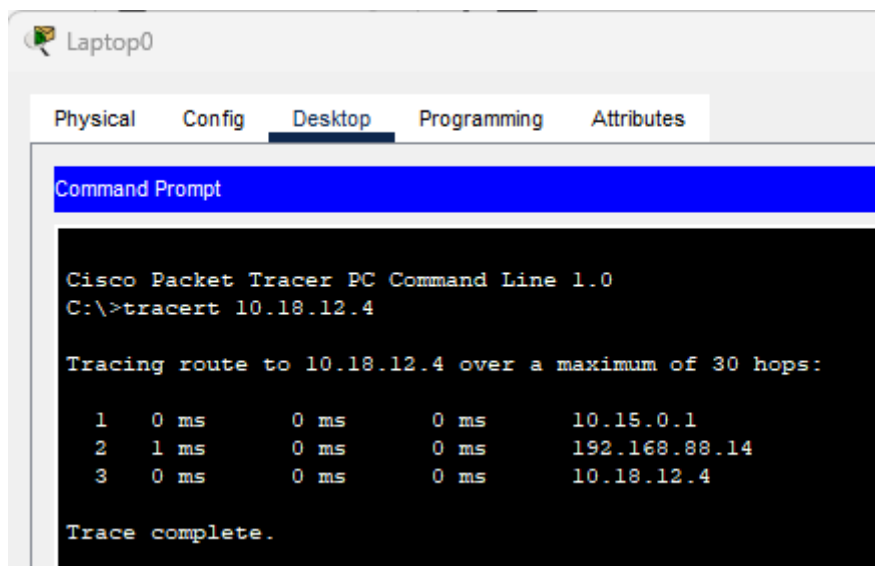 Laptop0
Physical Config Desktop Programming Attributes
Command Prompt
Cisco Packet Tracer PC Command Line 1.0
C:\>tracert 10.18.12.4
Tracing route to 10.18.12.4 over a maximum of 30 hops:
1 0 ms 0 ms 0 ms 10.15.0.1
2 1 ms 0 ms 0 ms 192.168.88.14
3 0 ms 0 ms 0 ms 10.18.12.4
Trace complete.